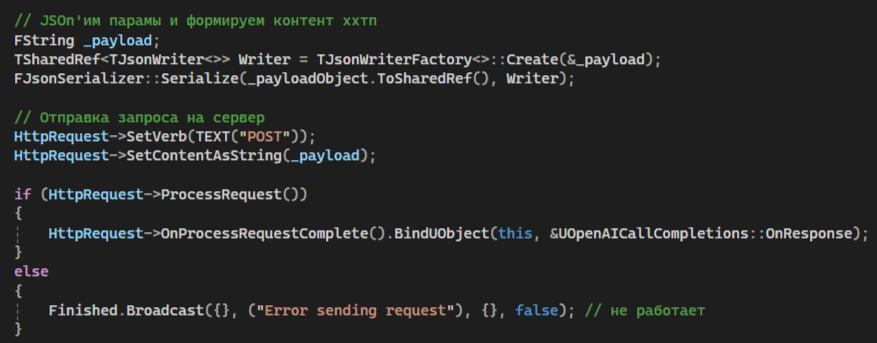 // JSOn'им парамы и формируем контент ххтп
FString _payload;
TSharedRef<TJsonWriter<>> Writer = TJsonWriterFactory<>::Create(&_payload);
FJsonSerializer::Serialize(_payloadObject.ToSharedRef(), Writer);

// Отправка запроса на сервер
HttpRequest->SetVerb(TEXT("POST"));
HttpRequest->SetContentAsString(_payload);

if (HttpRequest->ProcessRequest())
{
    HttpRequest->OnProcessRequestComplete().BindUObject(this, &UOpenAICallCompletions::OnResponse);
}
else
{
    Finished.Broadcast({}, ("Error sending request"), {}, false); // не работает
}